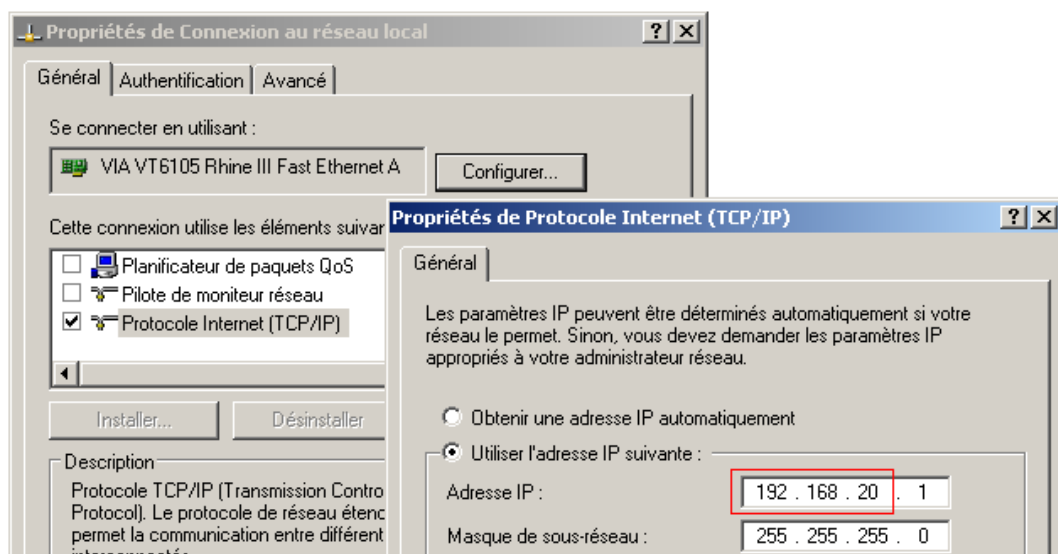 Propriétés de Connexion au réseau local
Général Authentification Avancé
Se connecter en utilisant :
VIA VT6105 Rhine III Fast Ethernet A
Configurer...
Cette connexion utilise les éléments suivan
Planificateur de paquets QoS
Pilote de moniteur réseau
Protocole Internet (TCP/IP)
Installer...
Désinstaller
Description
Protocole TCP/IP (Transmission Contro
Protocol). Le protocole de réseau étend
permet la communication entre différent
Propriétés de Protocole Internet (TCP/IP)
Général
Les paramètres IP peuvent être déterminés automatiquement si votre
réseau le permet. Sinon, vous devez demander les paramètres IP
appropriés à votre administrateur réseau.
Obtenir une adresse IP automatiquement
Utiliser l'adresse IP suivante :
Adresse IP : 192 . 168 . 20 . 1
Masque de sous-réseau : 255 . 255 . 255 . 0